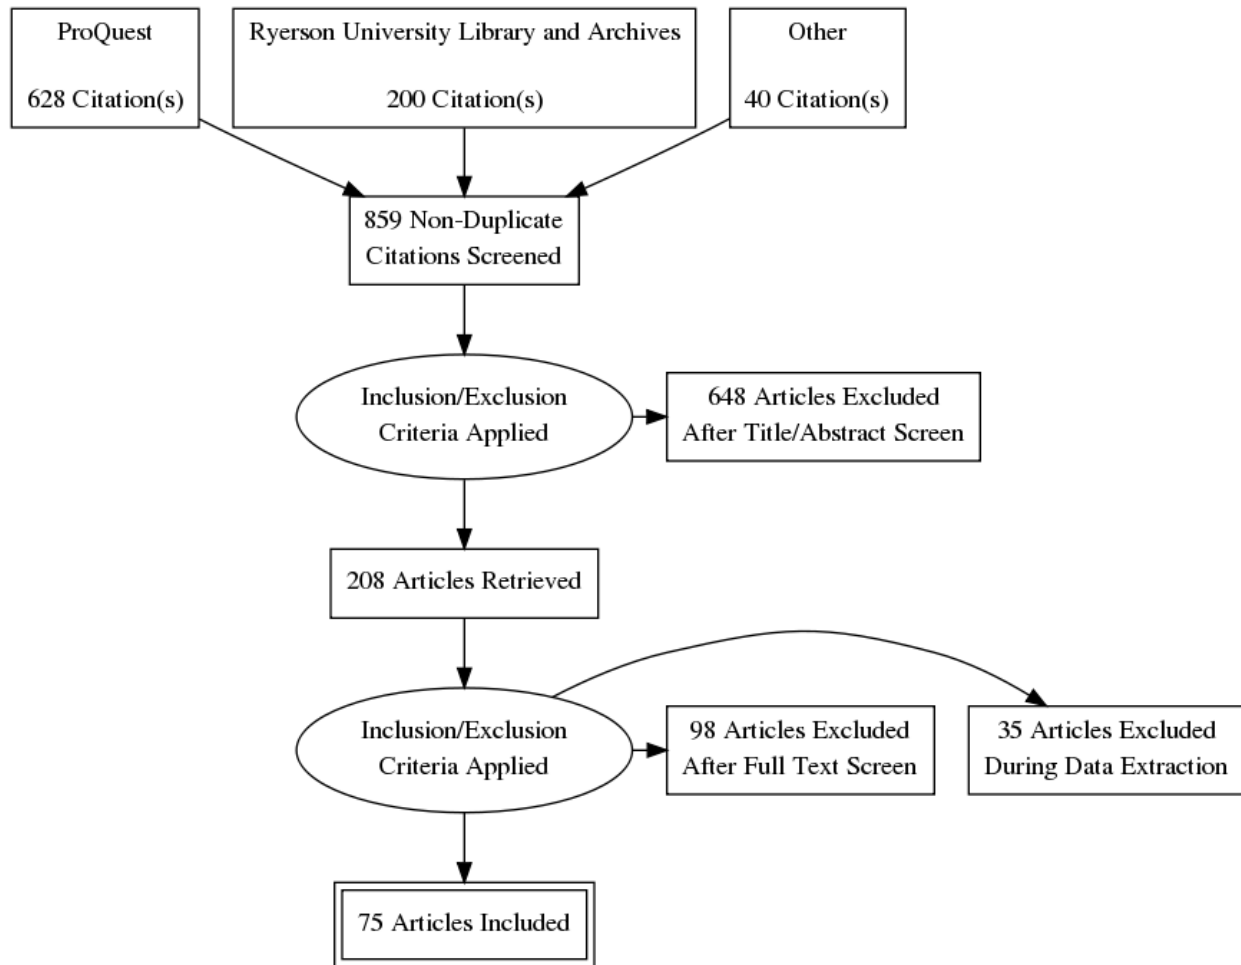 ProQuest
628 Citation(s)
Ryerson University Library and Archives
200 Citation(s)
Other
40 Citation(s)
859 Non-Duplicate
Citations Screened
Inclusion/Exclusion
Criteria Applied
648 Articles Excluded
After Title/Abstract Screen
208 Articles Retrieved
Inclusion/Exclusion
Criteria Applied
98 Articles Excluded
After Full Text Screen
35 Articles Excluded
During Data Extraction
75 Articles Included